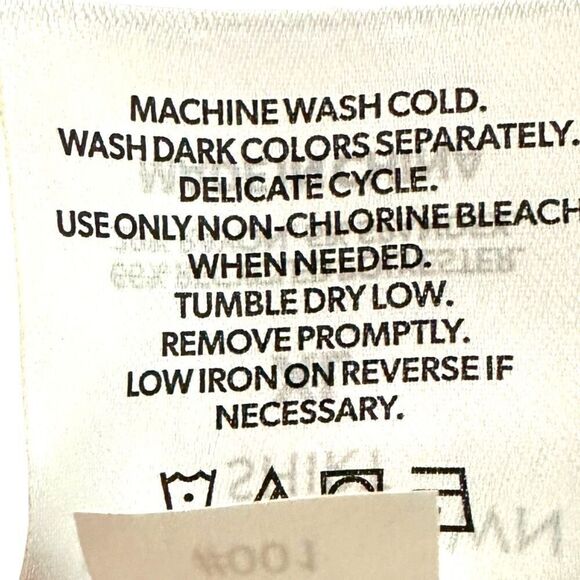 MACHINE WASH COLD.
WASH DARK COLORS SEPARATELY.
DELICATE CYCLE.
USE ONLY NON-CHLORINE BLEACH
WHEN NEEDED.
TUMBLE DRY LOW.
REMOVE PROMPTLY.
LOW IRON ON REVERSE IF
NECESSARY.
#001